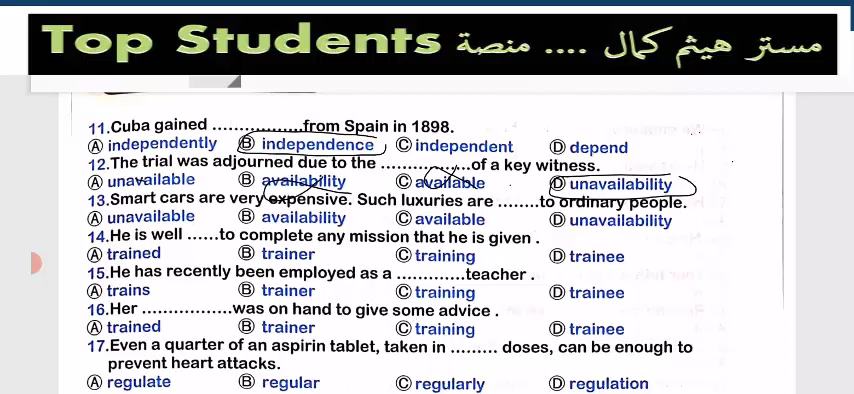 Top Students مستر هيثم كمال .... منصة
11.Cuba gained ..................from Spain in 1898.
Ⓐ independently Ⓑ independence Ⓒ independent Ⓓ depend
12.The trial was adjourned due to the ..................of a key witness.
Ⓐ unavailable Ⓑ availability Ⓒ available Ⓓ unavailability
13.Smart cars are very expensive. Such luxuries are ........to ordinary people.
Ⓐ unavailable Ⓑ availability Ⓒ available Ⓓ unavailability
14.He is well ......to complete any mission that he is given .
Ⓐ trained Ⓑ trainer Ⓒ training Ⓓ trainee
15.He has recently been employed as a .............teacher .
Ⓐ trains Ⓑ trainer Ⓒ training Ⓓ trainee
16.Her .................was on hand to give some advice .
Ⓐ trained Ⓑ trainer Ⓒ training Ⓓ trainee
17.Even a quarter of an aspirin tablet, taken in ......... doses, can be enough to
prevent heart attacks.
Ⓐ regulate Ⓑ regular Ⓒ regularly Ⓓ regulation